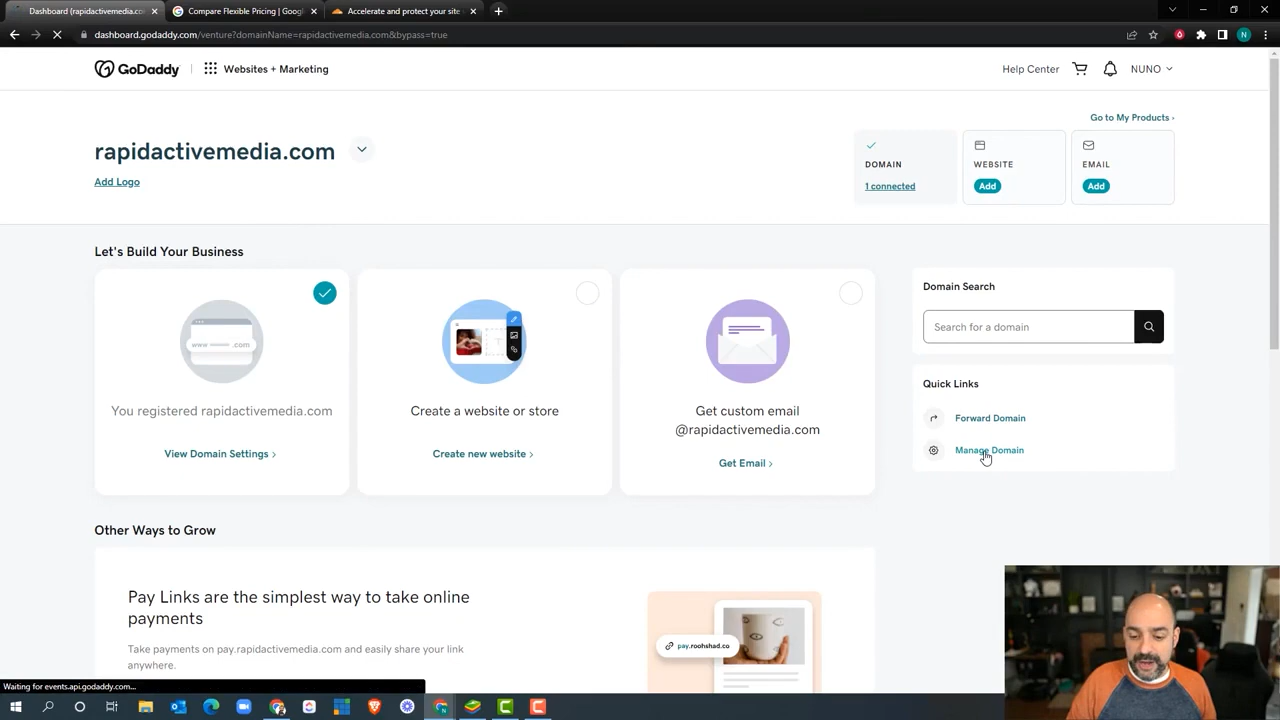 Dashboard (rapidactivemedia.co
Compare Flexible Pricing | Goog
Accelerate and protect your site
dashboard.godaddy.com/venture?domainName=rapidactivemedia.com&bypass=true
N
GoDaddy
Websites + Marketing
Help Center
NUNO
Go to My Products ›
rapidactivemedia.com
Add Logo
DOMAIN
1 connected
WEBSITE
Add
EMAIL
Add
Let's Build Your Business
www .com
You registered rapidactivemedia.com
View Domain Settings ›
Create a website or store
Create new website ›
Get custom email
@rapidactivemedia.com
Get Email ›
Domain Search
Search for a domain
Quick Links
Forward Domain
Manage Domain
Other Ways to Grow
Pay Links are the simplest way to take online
payments
Take payments on pay.rapidactivemedia.com and easily share your link
anywhere.
pay.roohshad.co
Waiting for events.api.godaddy.com...